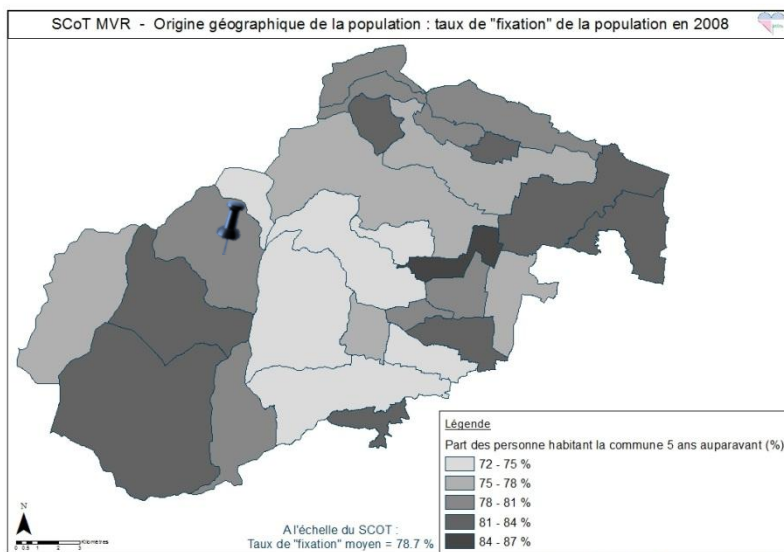 SCoT MVR - Origine géographique de la population : taux de "fixation" de la population en 2008
Légende
Part des personne habitant la commune 5 ans auparavant (%)
72 - 75 %
75 - 78 %
78 - 81 %
81 - 84 %
84 - 87 %
N
Kilomètres
A l'échelle du SCOT :
Taux de "fixation" moyen = 78.7 %